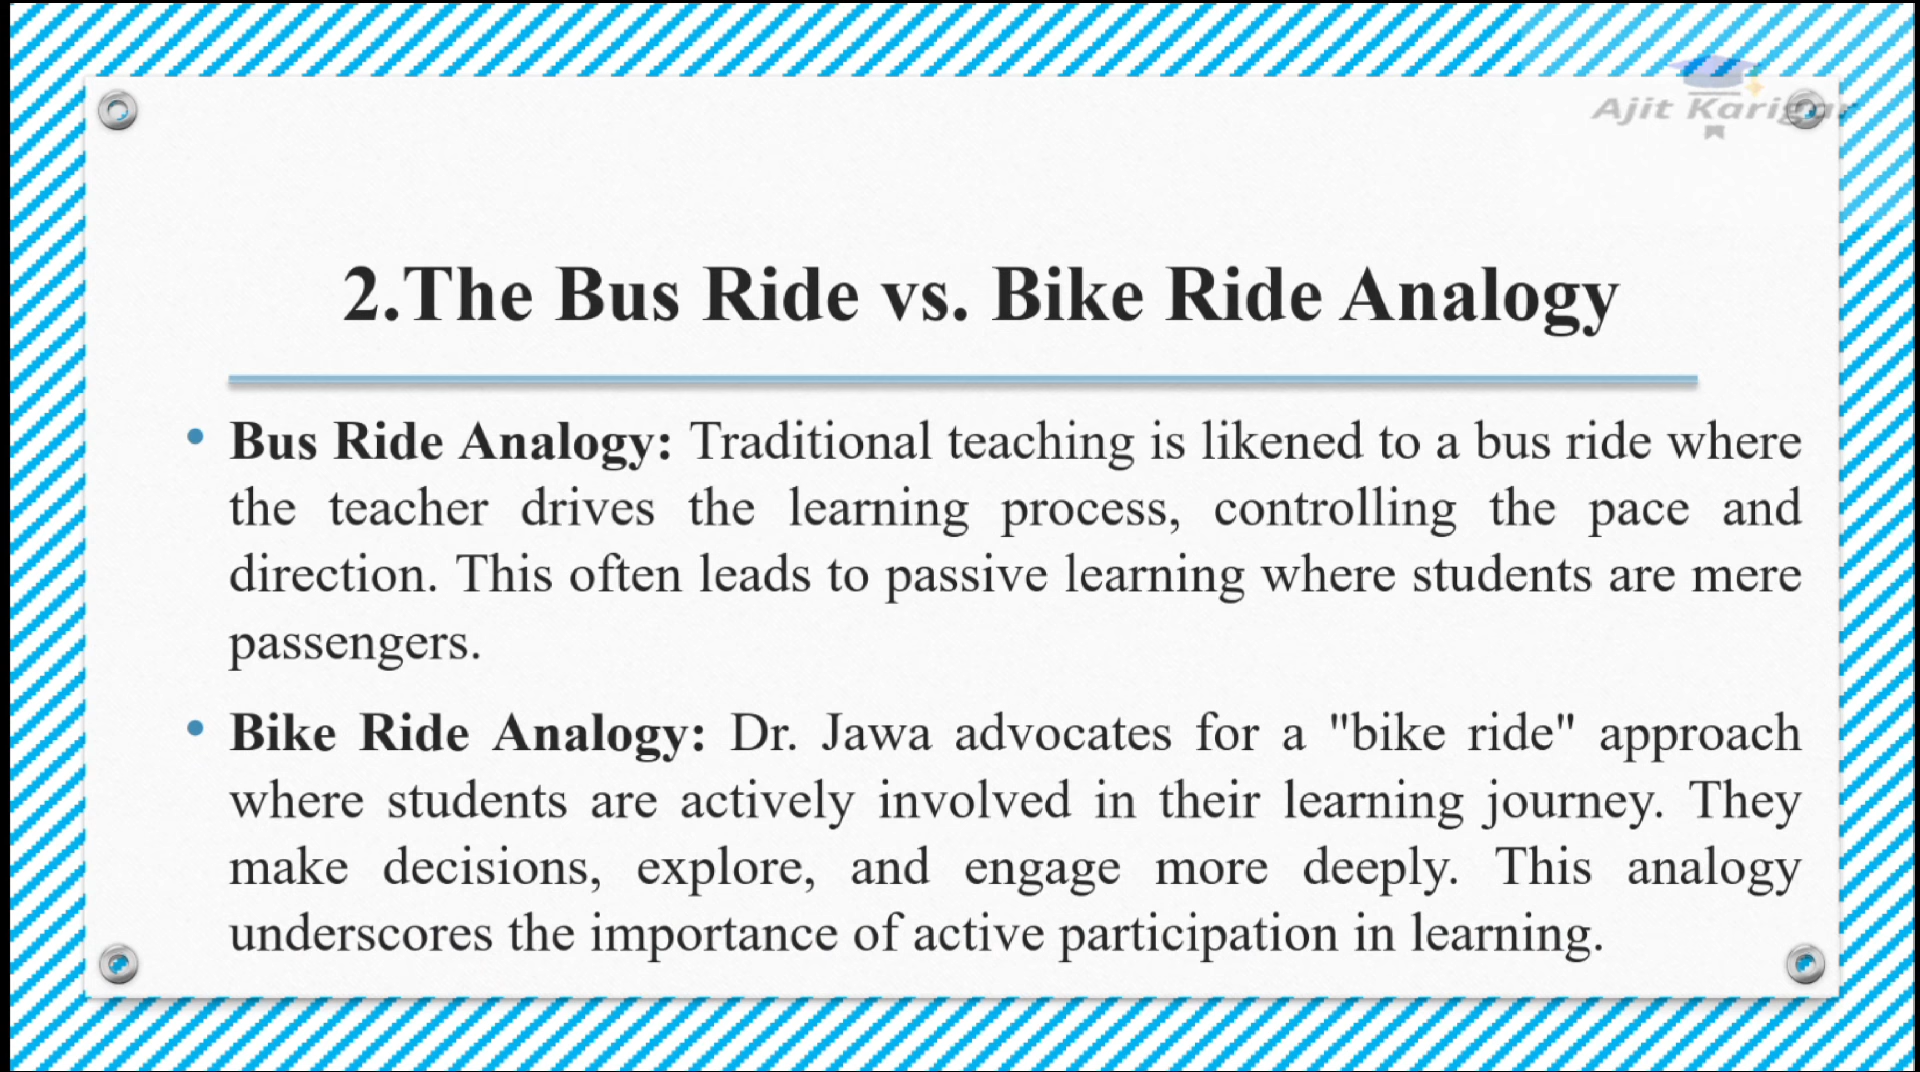 Ajit Karigar
2.The Bus Ride vs. Bike Ride Analogy
• Bus Ride Analogy: Traditional teaching is likened to a bus ride where
the teacher drives the learning process, controlling the pace and
direction. This often leads to passive learning where students are mere
passengers.
• Bike Ride Analogy: Dr. Jawa advocates for a "bike ride" approach
where students are actively involved in their learning journey. They
make decisions, explore, and engage more deeply. This analogy
underscores the importance of active participation in learning.